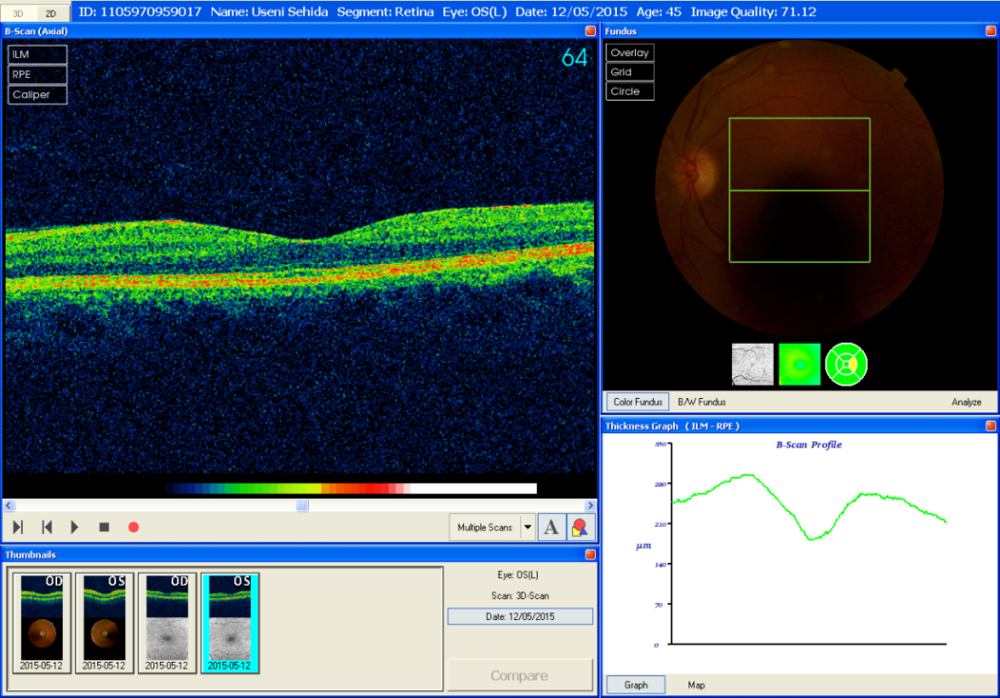 3D 2D ID: 1105970959017 Name: Useni Sehida Segment: Retina Eye: OS(L) Date: 12/05/2015 Age: 45 Image Quality: 71.12
B-Scan (Axial)
ILM
RPE
Caliper
64
Multiple Scans
A
Fundus
Overlay
Grid
Circle
Color Fundus B/W Fundus Analyze
Thickness Graph ( ILM - RPE )
B-Scan Profile
350
280
210
µm
140
70
0
Graph Map
Thumbnails
OD OS OD OS
2015-05-12 2015-05-12 2015-05-12 2015-05-12
Eye: OS(L)
Scan: 3D-Scan
Date: 12/05/2015
Compare